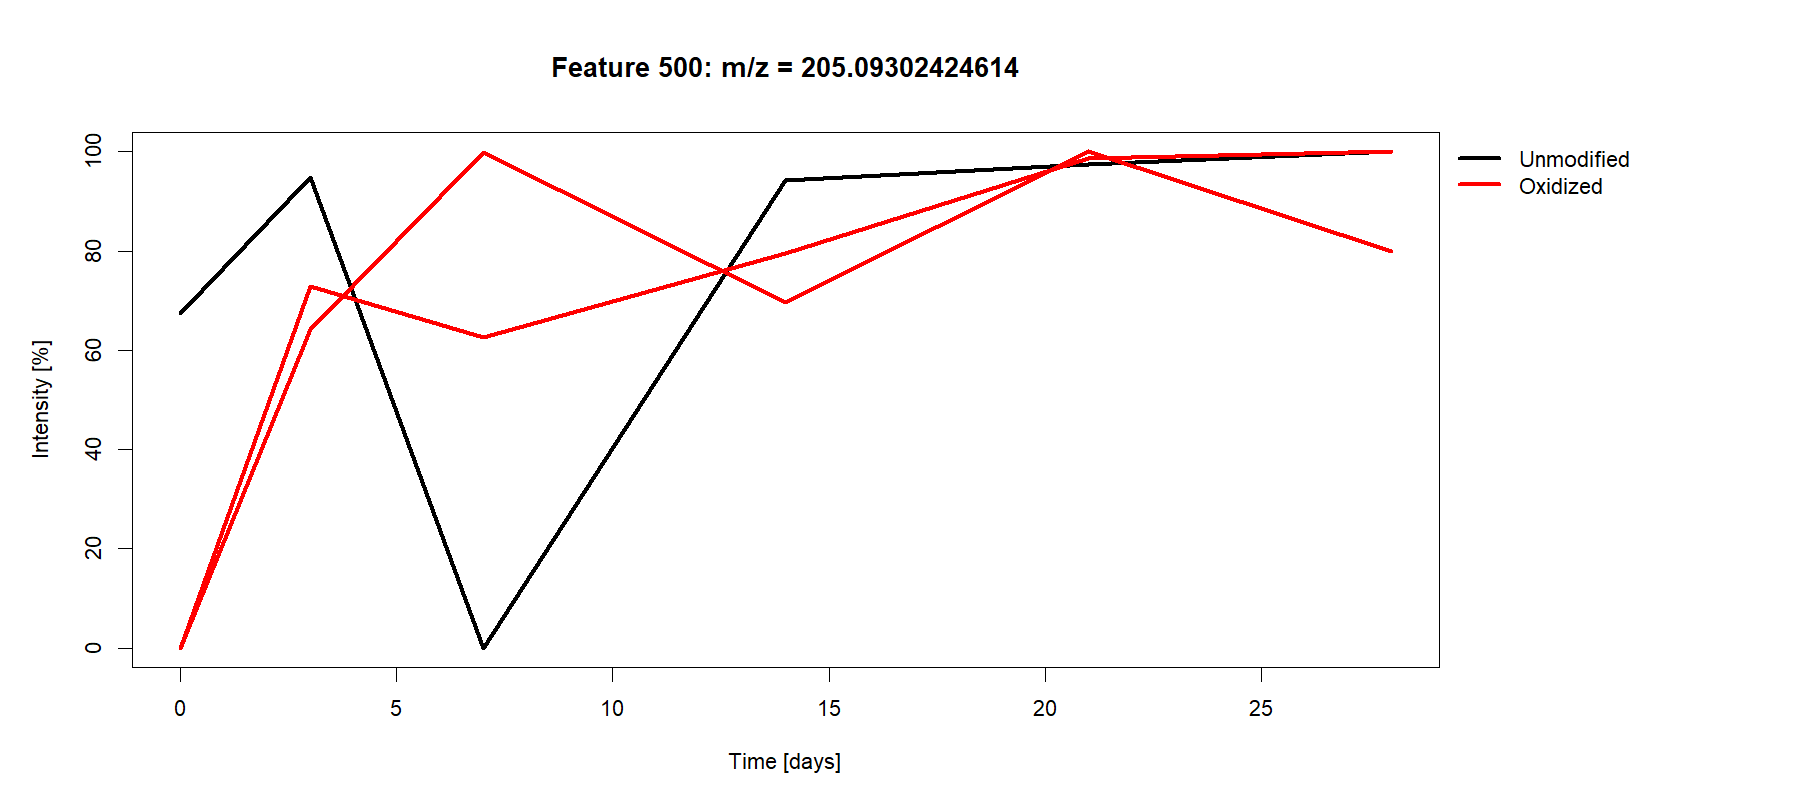 Feature 500: m/z = 205.09302424614
Unmodified
Oxidized
Intensity [%]
100
80
60
40
20
0
0 5 10 15 20 25
Time [days]